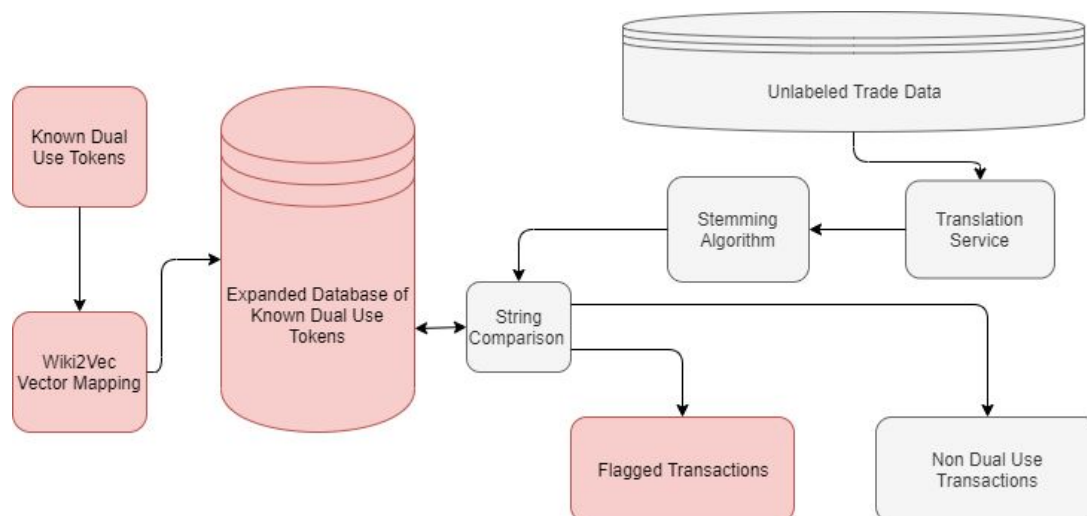 Unlabeled Trade Data
Known Dual
Use Tokens
Stemming
Algorithm
Translation
Service
Expanded Database of
Known Dual Use
Tokens
String
Comparison
Wiki2Vec
Vector Mapping
Flagged Transactions
Non Dual Use
Transactions